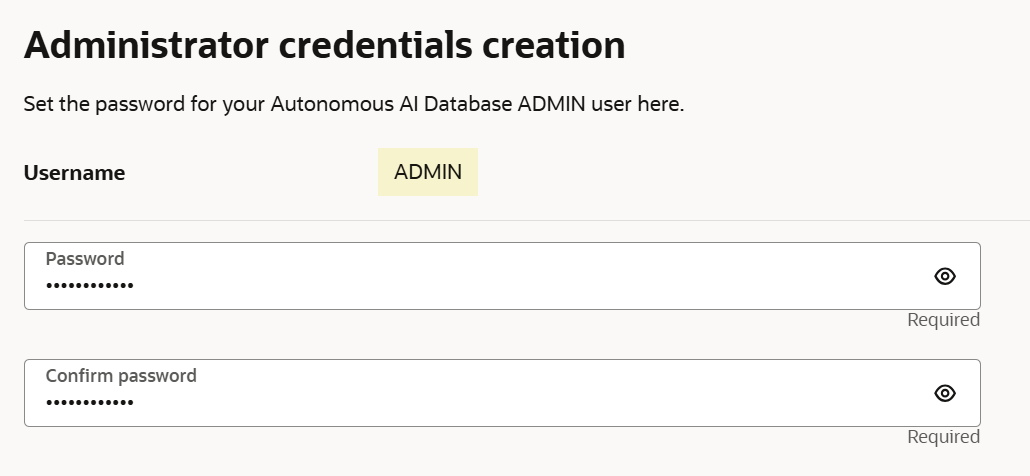 Administrator credentials creation
Set the password for your Autonomous AI Database ADMIN user here.
Username ADMIN
Password
••••••••••••
Required
Confirm password
••••••••••••
Required